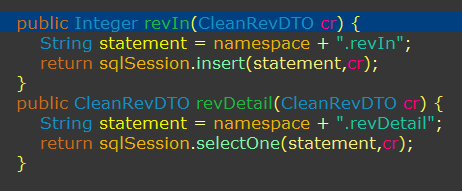 public Integer revIn(CleanRevDTO cr) {
String statement = namespace + ".revIn";
return sqlSession.insert(statement,cr);
}
public CleanRevDTO revDetail(CleanRevDTO cr) {
String statement = namespace + ".revDetail";
return sqlSession.selectOne(statement,cr);
}